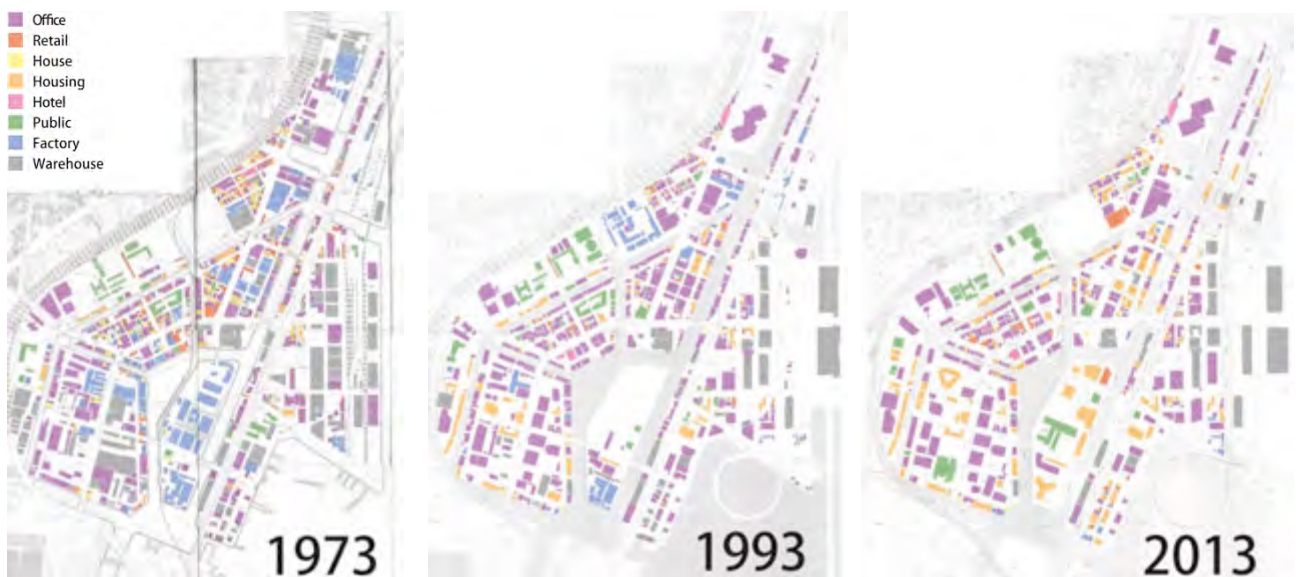 Office
Retail
House
Housing
Hotel
Public
Factory
Warehouse
1973
1993
2013